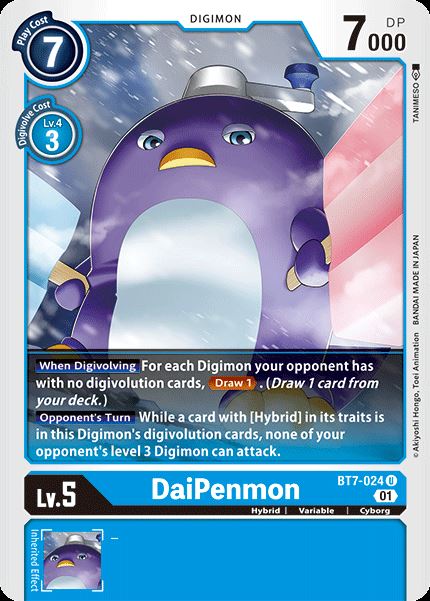 DIGIMON
Play Cost
7
DP
7000
Digivolve Cost
Lv.4
3
TANIMESO
© Akiyoshi Hongo, Toei Animation BANDAI MADE IN JAPAN
When Digivolving For each Digimon your opponent has
with no digivolution cards, Draw 1 . (Draw 1 card from
your deck.)
Opponent's Turn While a card with [Hybrid] in its traits is
in this Digimon's digivolution cards, none of your
opponent's level 3 Digimon can attack.
Lv.5
DaiPenmon
BT7-024 U
01
Hybrid | Variable | Cyborg
Inherited Effect
–